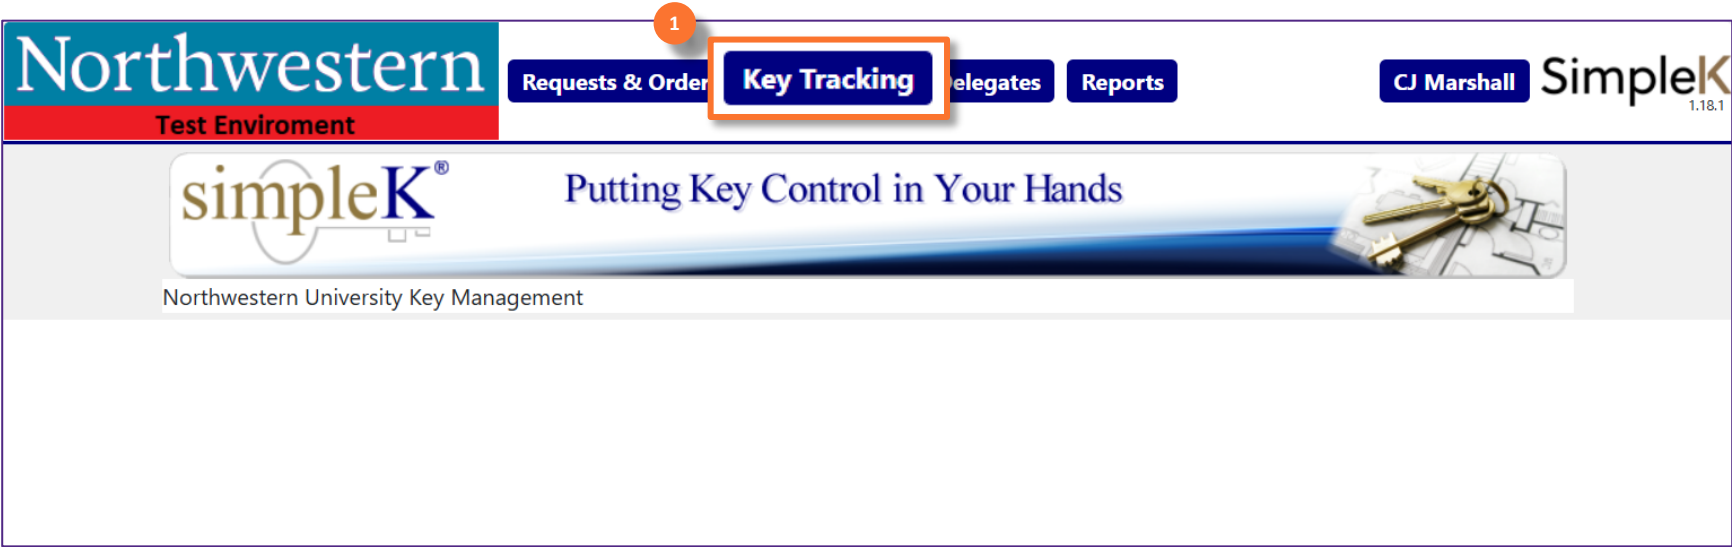 1
Northwestern
Test Enviroment
Requests & Order
Key Tracking
elegates
Reports
CJ Marshall
SimpleK
1.18.1
simpleK®
Putting Key Control in Your Hands
Northwestern University Key Management